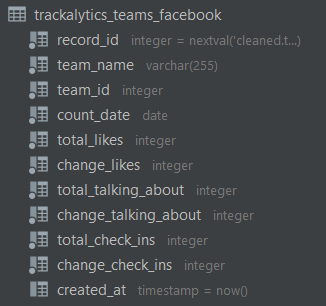 trackalytics_teams_facebook
record_id integer = nextval('cleaned.t...)
team_name varchar(255)
team_id integer
count_date date
total_likes integer
change_likes integer
total_talking_about integer
change_talking_about integer
total_check_ins integer
change_check_ins integer
created_at timestamp = now()